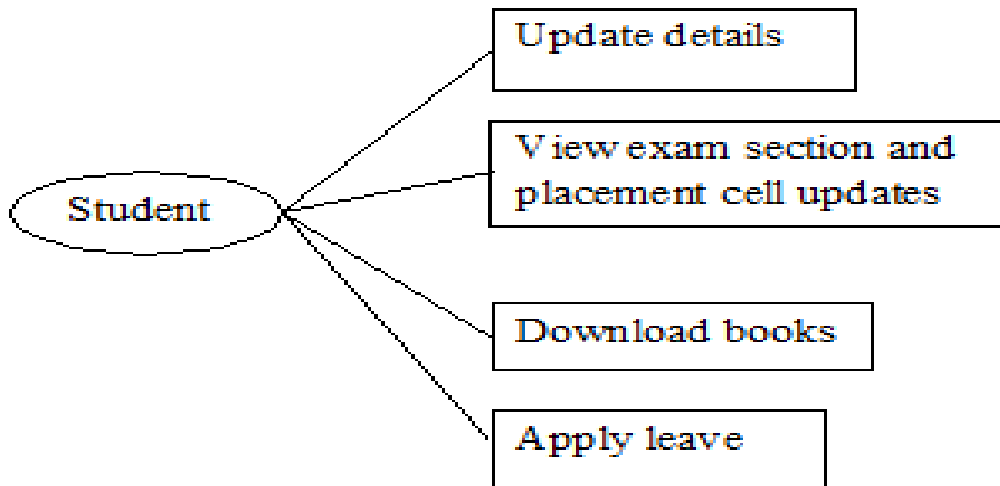 Update details
View exam section and
placement cell updates
Student
Download books
Apply leave